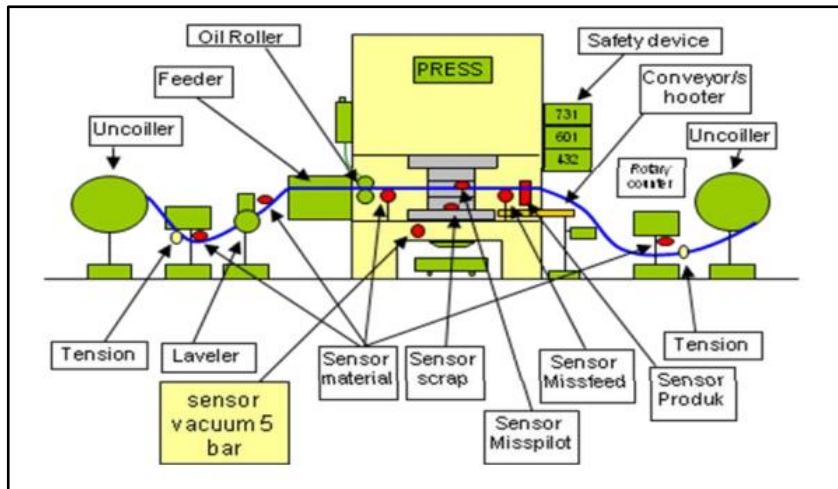 Oil Roller
Safety device
PRESS
Feeder
Conveyor/s
hooter
Uncoiller
731
601
432
Uncoiller
Rotary
counter
Tension
Laveler
Sensor
material
Sensor
scrap
Sensor
Missfeed
Tension
Sensor
Produk
sensor
vacuum 5
bar
Sensor
Misspilot